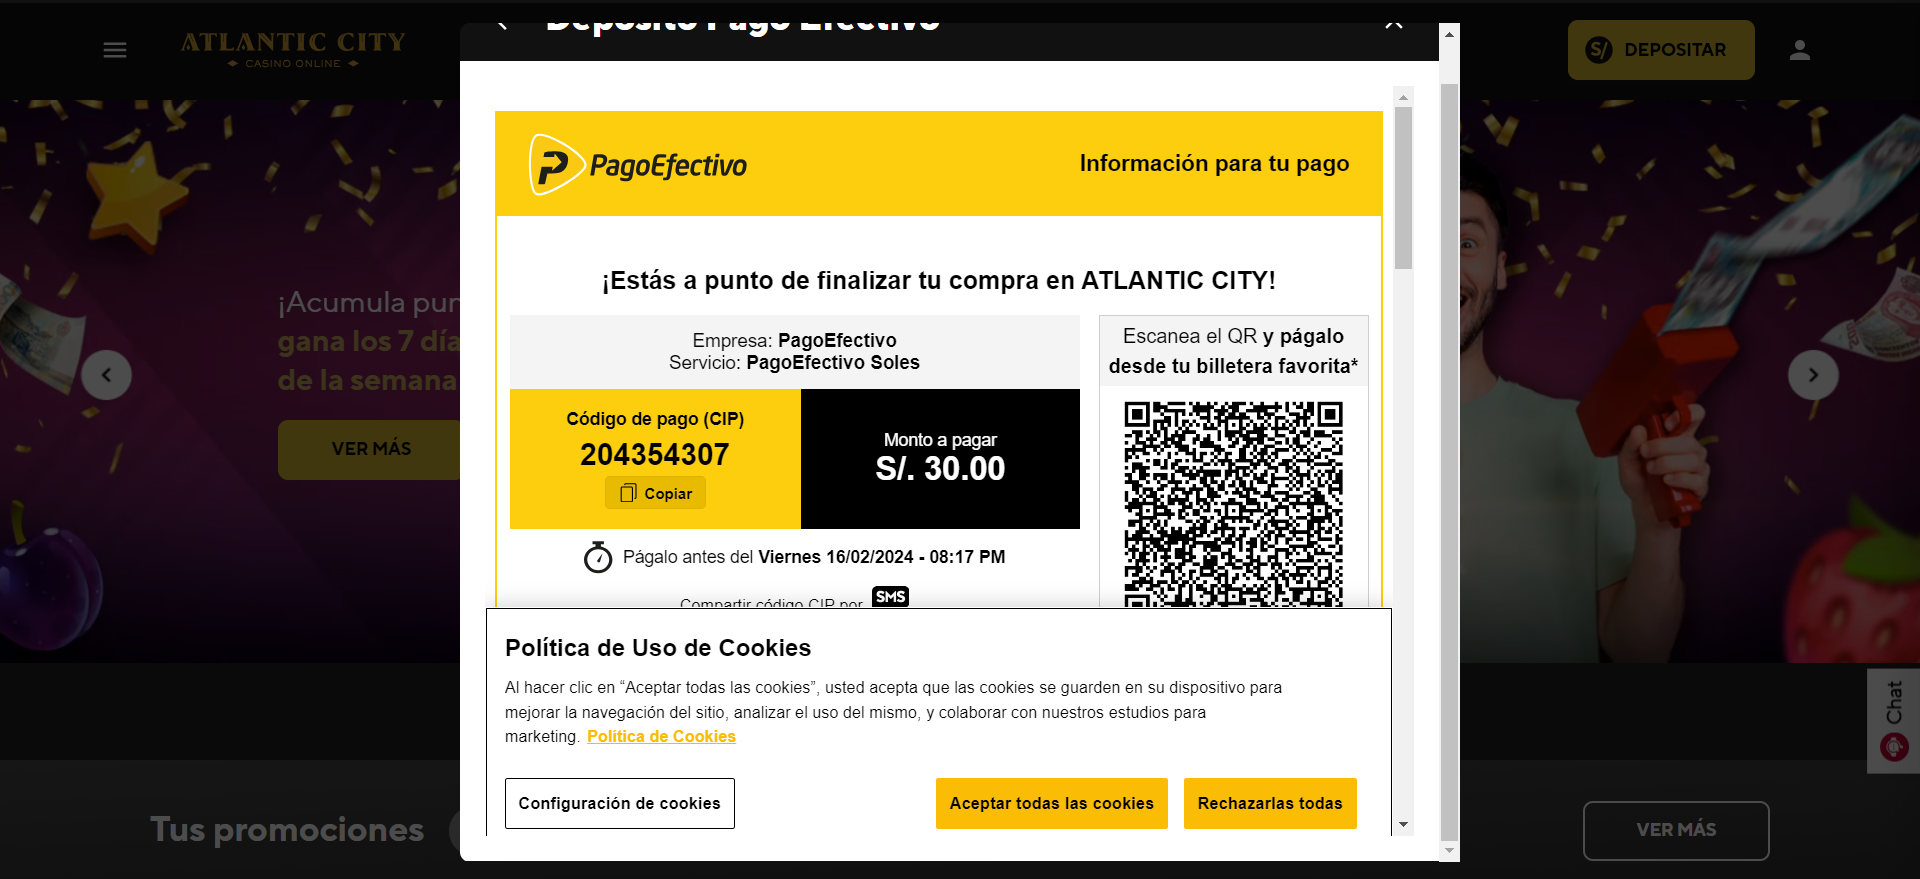 Depósito Pago Efectivo
ATLANTIC CITY
CASINO ONLINE
S/ DEPOSITAR
PagoEfectivo
Información para tu pago
¡Estás a punto de finalizar tu compra en ATLANTIC CITY!
Empresa: PagoEfectivo
Servicio: PagoEfectivo Soles
Escanea el QR y págalo
desde tu billetera favorita*
Código de pago (CIP)
204354307
Copiar
Monto a pagar
S/. 30.00
Págalo antes del Viernes 16/02/2024 - 08:17 PM
Compartir código CIP por SMS
¡Acumula pun
gana los 7 día
de la semana
VER MÁS
Política de Uso de Cookies
Al hacer clic en “Aceptar todas las cookies”, usted acepta que las cookies se guarden en su dispositivo para
mejorar la navegación del sitio, analizar el uso del mismo, y colaborar con nuestros estudios para
marketing. Política de Cookies
Configuración de cookies
Aceptar todas las cookies
Rechazarlas todas
Chat
Tus promociones
VER MÁS